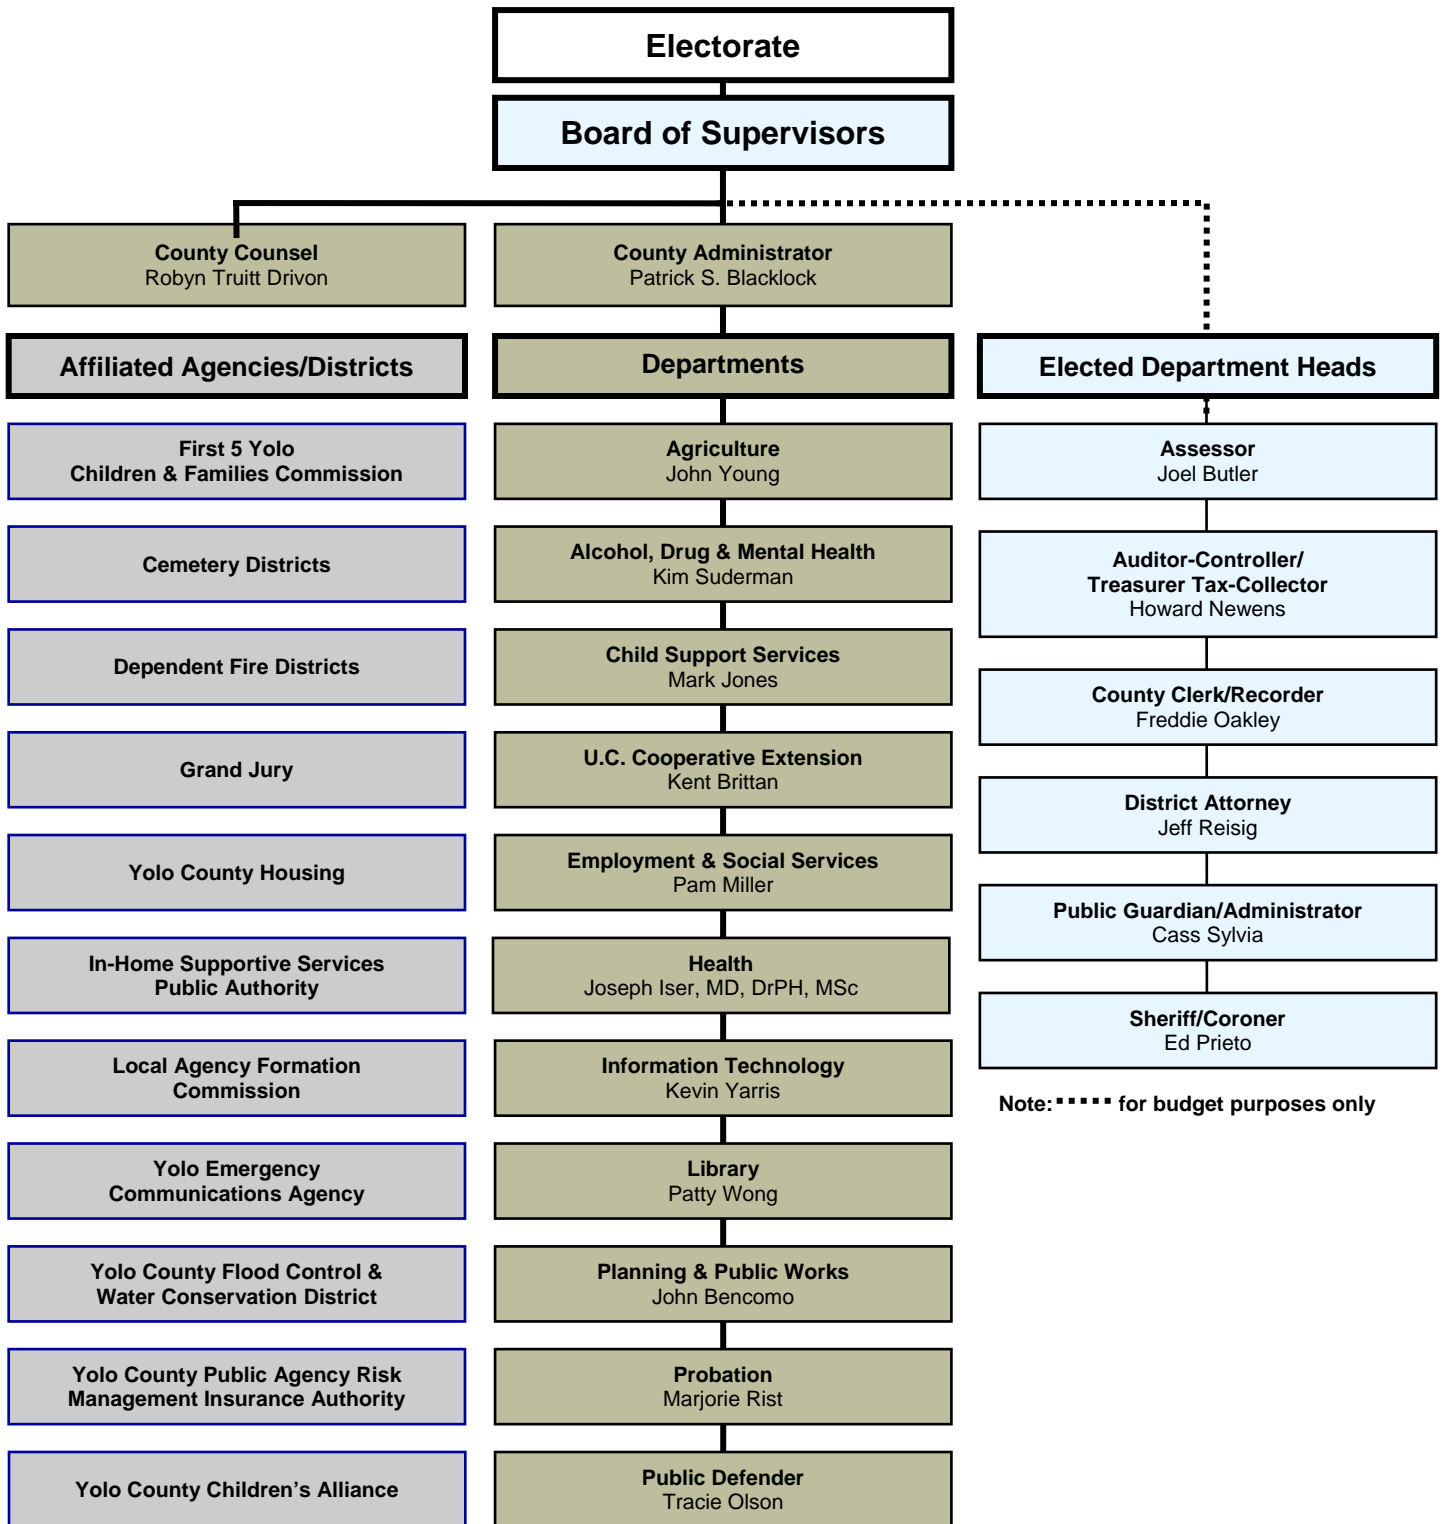 Electorate
Board of Supervisors
County Counsel
Robyn Truitt Drivon
County Administrator
Patrick S. Blacklock
Affiliated Agencies/Districts
First 5 Yolo
Children & Families Commission
Cemetery Districts
Dependent Fire Districts
Grand Jury
Yolo County Housing
In-Home Supportive Services
Public Authority
Local Agency Formation
Commission
Yolo Emergency
Communications Agency
Yolo County Flood Control &
Water Conservation District
Yolo County Public Agency Risk
Management Insurance Authority
Yolo County Children’s Alliance
Departments
Agriculture
John Young
Alcohol, Drug & Mental Health
Kim Suderman
Child Support Services
Mark Jones
U.C. Cooperative Extension
Kent Brittan
Employment & Social Services
Pam Miller
Health
Joseph Iser, MD, DrPH, MSc
Information Technology
Kevin Yarris
Library
Patty Wong
Planning & Public Works
John Bencomo
Probation
Marjorie Rist
Public Defender
Tracie Olson
Elected Department Heads
Assessor
Joel Butler
Auditor-Controller/
Treasurer Tax-Collector
Howard Newens
County Clerk/Recorder
Freddie Oakley
District Attorney
Jeff Reisig
Public Guardian/Administrator
Cass Sylvia
Sheriff/Coroner
Ed Prieto
Note: for budget purposes only